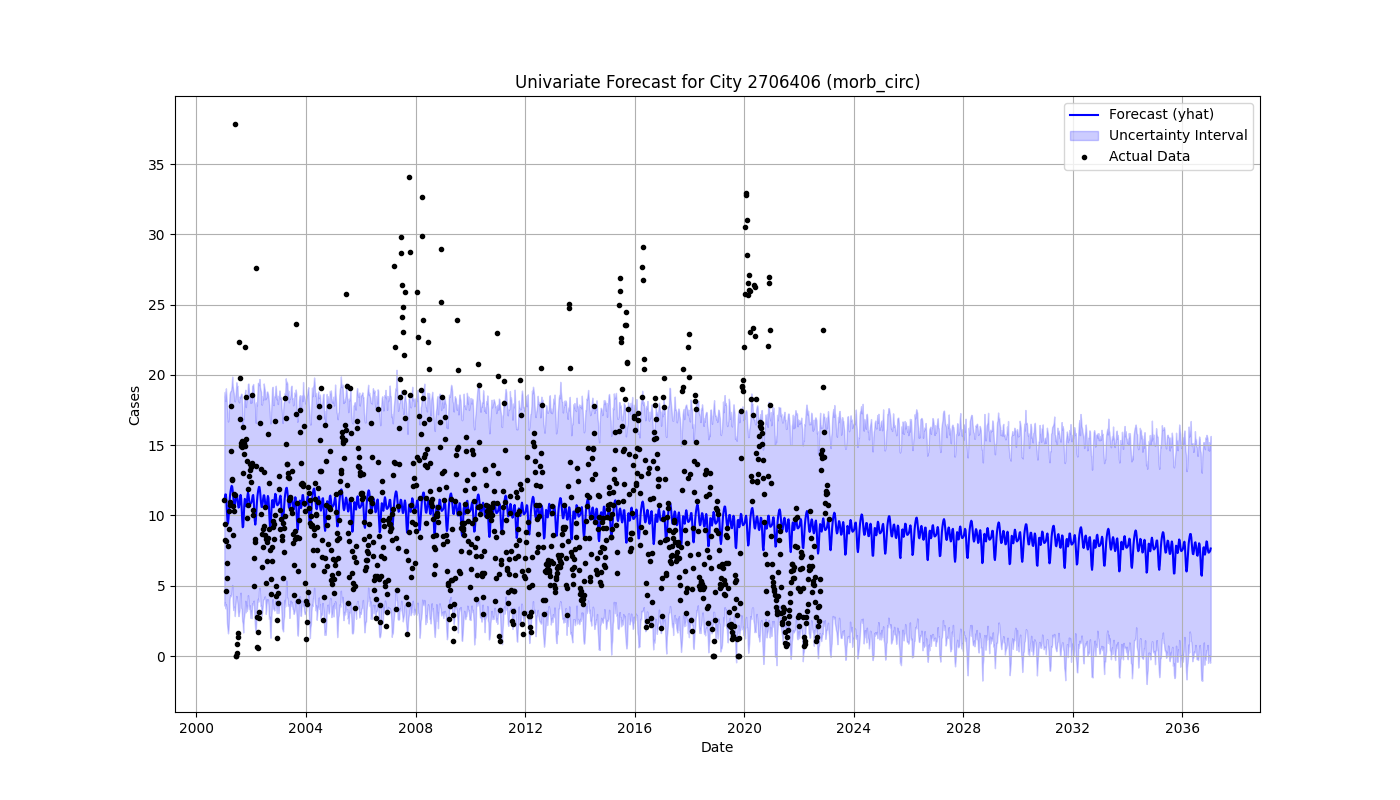 Univariate Forecast for City 2706406 (morb_circ)
Forecast (yhat)
Uncertainty Interval
Actual Data
Cases
35
30
25
20
15
10
5
0
2000 2004 2008 2012 2016 2020 2024 2028 2032 2036
Date